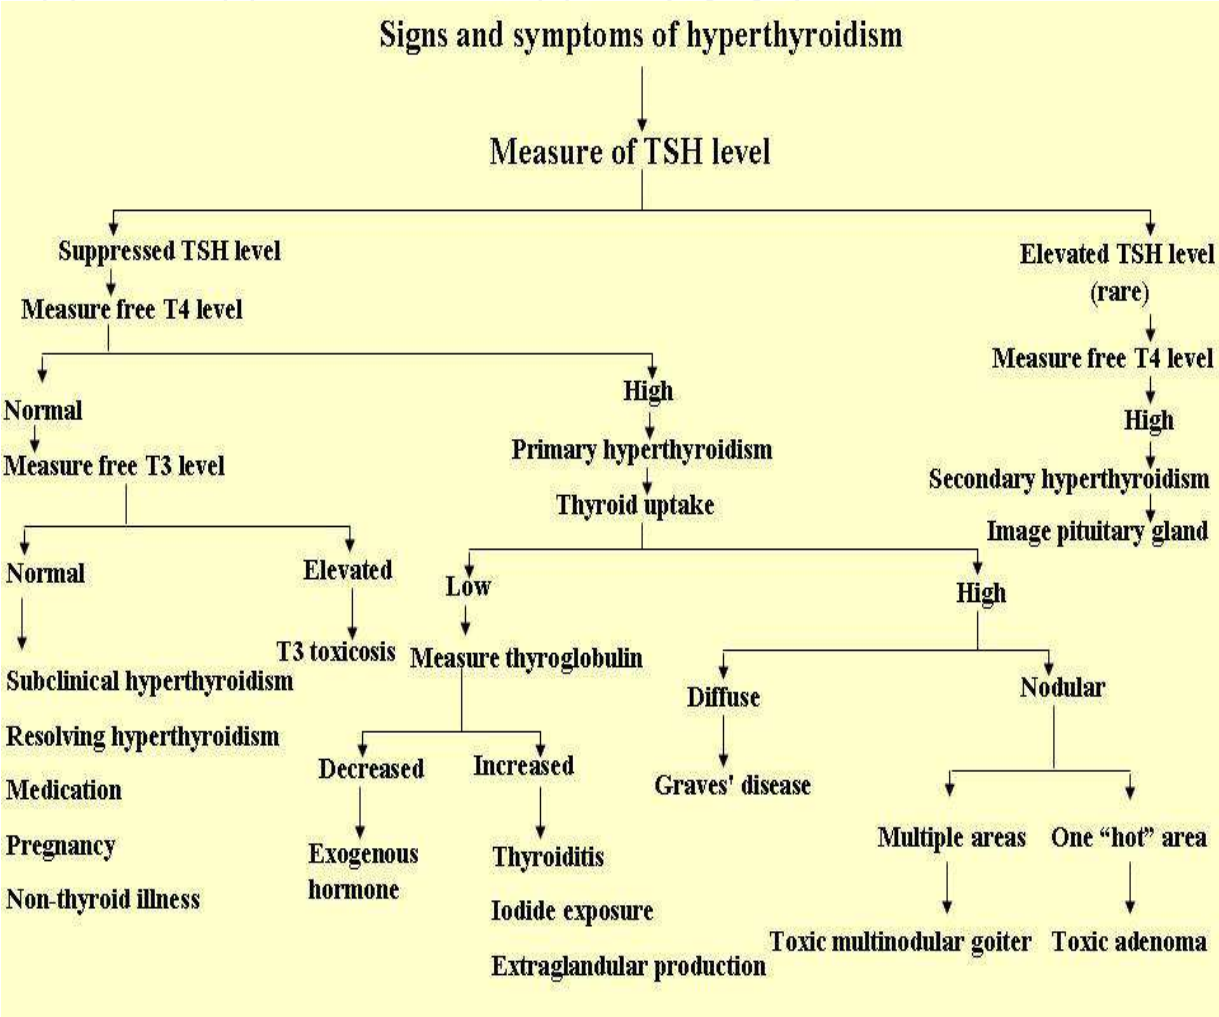 Signs and symptoms of hyperthyroidism
Measure of TSH level
Suppressed TSH level
Elevated TSH level
(rare)
Measure free T4 level
Measure free T4 level
Normal
High
High
Measure free T3 level
Primary hyperthyroidism
Secondary hyperthyroidism
Thyroid uptake
Image pituitary gland
Normal
Elevated
Low
High
T3 toxicosis
Measure thyroglobulin
Subclinical hyperthyroidism
Diffuse
Nodular
Resolving hyperthyroidism
Decreased
Increased
Medication
Graves' disease
Pregnancy
Multiple areas
One “hot” area
Exogenous
hormone
Thyroiditis
Non-thyroid illness
Iodide exposure
Toxic multinodular goiter
Toxic adenoma
Extraglandular production